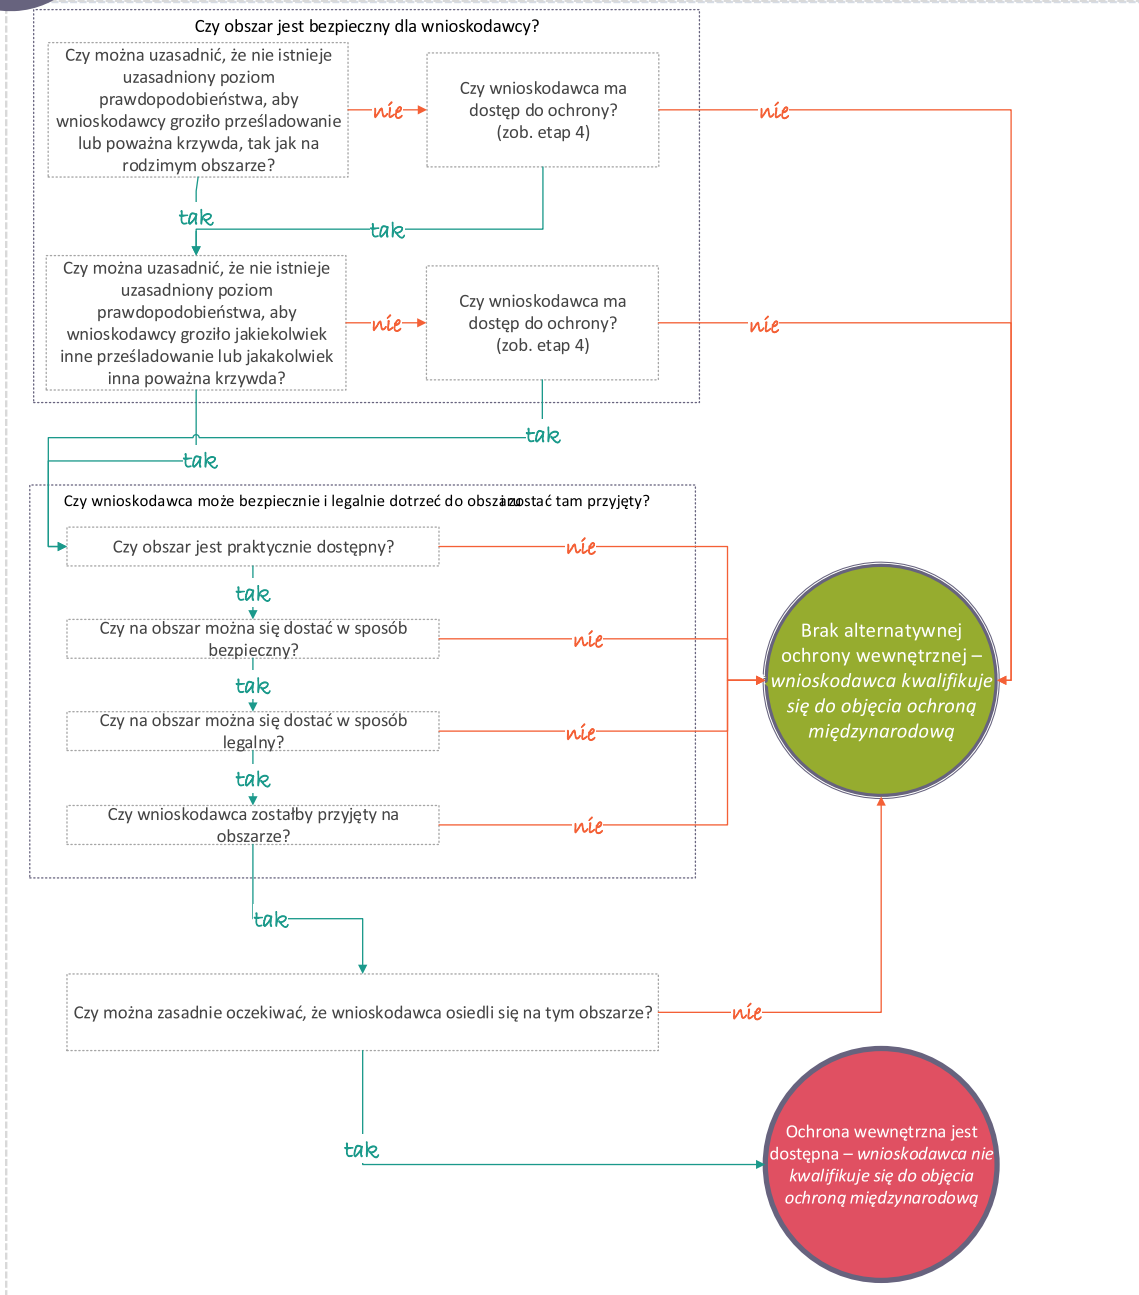 Czy obszar jest bezpieczny dla wnioskodawcy?
Czy można uzasadnić, że nie istnieje
uzasadniony poziom
prawdopodobieństwa, aby
wnioskodawcy groziło prześladowanie
lub poważna krzywda, tak jak na
rodzimym obszarze?
nie
Czy wnioskodawca ma
dostęp do ochrony?
(zob. etap 4)
nie
tak
tak
Czy można uzasadnić, że nie istnieje
uzasadniony poziom
prawdopodobieństwa, aby
wnioskodawcy groziło jakiekolwiek
inne prześladowanie lub jakakolwiek
inna poważna krzywda?
nie
Czy wnioskodawca ma
dostęp do ochrony?
(zob. etap 4)
nie
tak
tak
Czy wnioskodawca może bezpiecznie i legalnie dotrzeć do obszaru i zostać tam przyjęty?
Czy obszar jest praktycznie dostępny?
nie
tak
Czy na obszar można się dostać w sposób
bezpieczny?
nie
tak
Czy na obszar można się dostać w sposób
legalny?
nie
tak
Czy wnioskodawca zostałby przyjęty na
obszarze?
nie
Brak alternatywnej
ochrony wewnętrznej –
wnioskodawca kwalifikuje
się do objęcia ochroną
międzynarodową
tak
Czy można zasadnie oczekiwać, że wnioskodawca osiedli się na tym obszarze?
nie
tak
Ochrona wewnętrzna jest
dostępna – wnioskodawca nie
kwalifikuje się do objęcia
ochroną międzynarodową